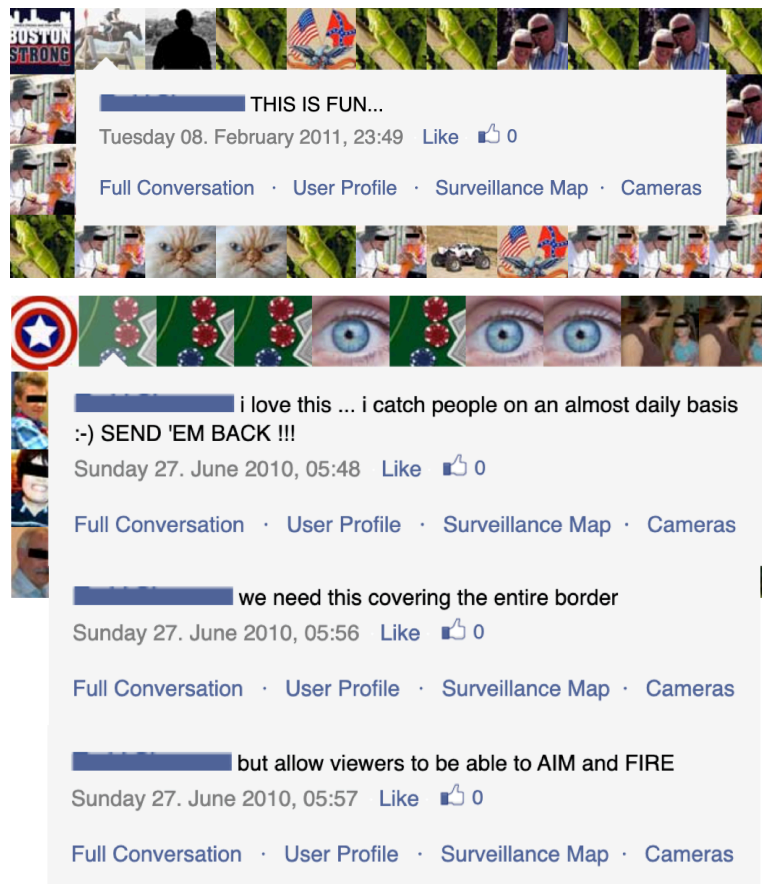 BOSTON
STRONG
THIS IS FUN...
Tuesday 08. February 2011, 23:49 Like 0
Full Conversation · User Profile · Surveillance Map · Cameras
i love this ... i catch people on an almost daily basis
:-) SEND 'EM BACK !!!
Sunday 27. June 2010, 05:48 Like 0
Full Conversation · User Profile · Surveillance Map · Cameras
we need this covering the entire border
Sunday 27. June 2010, 05:56 Like 0
Full Conversation · User Profile · Surveillance Map · Cameras
but allow viewers to be able to AIM and FIRE
Sunday 27. June 2010, 05:57 Like 0
Full Conversation · User Profile · Surveillance Map · Cameras